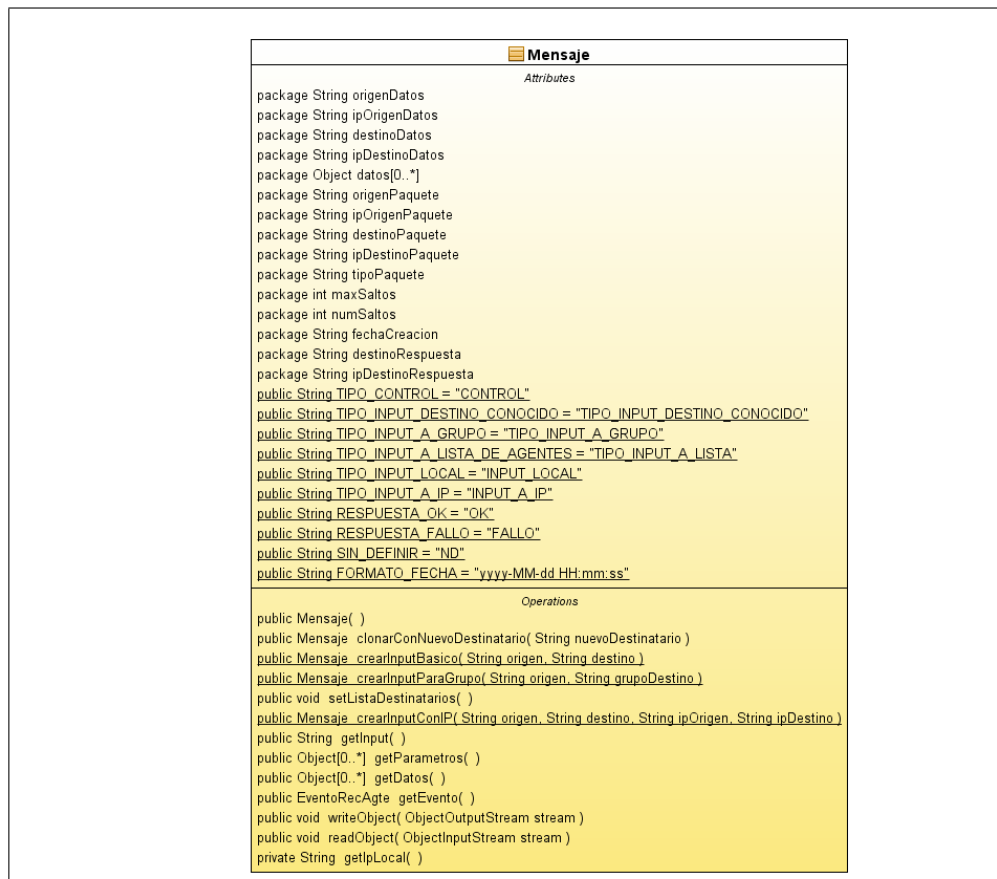 Mensaje
Attributes
package String origenDatos
package String ipOrigenDatos
package String destinoDatos
package String ipDestinoDatos
package Object datos[0..*]
package String origenPaquete
package String ipOrigenPaquete
package String destinoPaquete
package String ipDestinoPaquete
package String tipoPaquete
package int maxSaltos
package int numSaltos
package String fechaCreacion
package String destinoRespuesta
package String ipDestinoRespuesta
public String TIPO_CONTROL = "CONTROL"
public String TIPO_INPUT_DESTINO_CONOCIDO = "TIPO_INPUT_DESTINO_CONOCIDO"
public String TIPO_INPUT_A_GRUPO = "TIPO_INPUT_A_GRUPO"
public String TIPO_INPUT_A_LISTA_DE_AGENTES = "TIPO_INPUT_A_LISTA"
public String TIPO_INPUT_LOCAL = "INPUT_LOCAL"
public String TIPO_INPUT_A_IP = "INPUT_A_IP"
public String RESPUESTA_OK = "OK"
public String RESPUESTA_FALLO = "FALLO"
public String SIN_DEFINIR = "ND"
public String FORMATO_FECHA = "yyyy-MM-dd HH:mm:ss"
Operations
public Mensaje( )
public Mensaje clonarConNuevoDestinatario( String nuevoDestinatario )
public Mensaje crearInputBasico( String origen, String destino )
public Mensaje crearInputParaGrupo( String origen, String grupoDestino )
public void setListaDestinatarios( )
public Mensaje crearInputConIP( String origen, String destino, String ipOrigen, String ipDestino )
public String getInput( )
public Object[0..*] getParametros( )
public Object[0..*] getDatos( )
public EventoRecAgte getEvento( )
public void writeObject( ObjectOutputStream stream )
public void readObject( ObjectInputStream stream )
private String getIpLocal( )